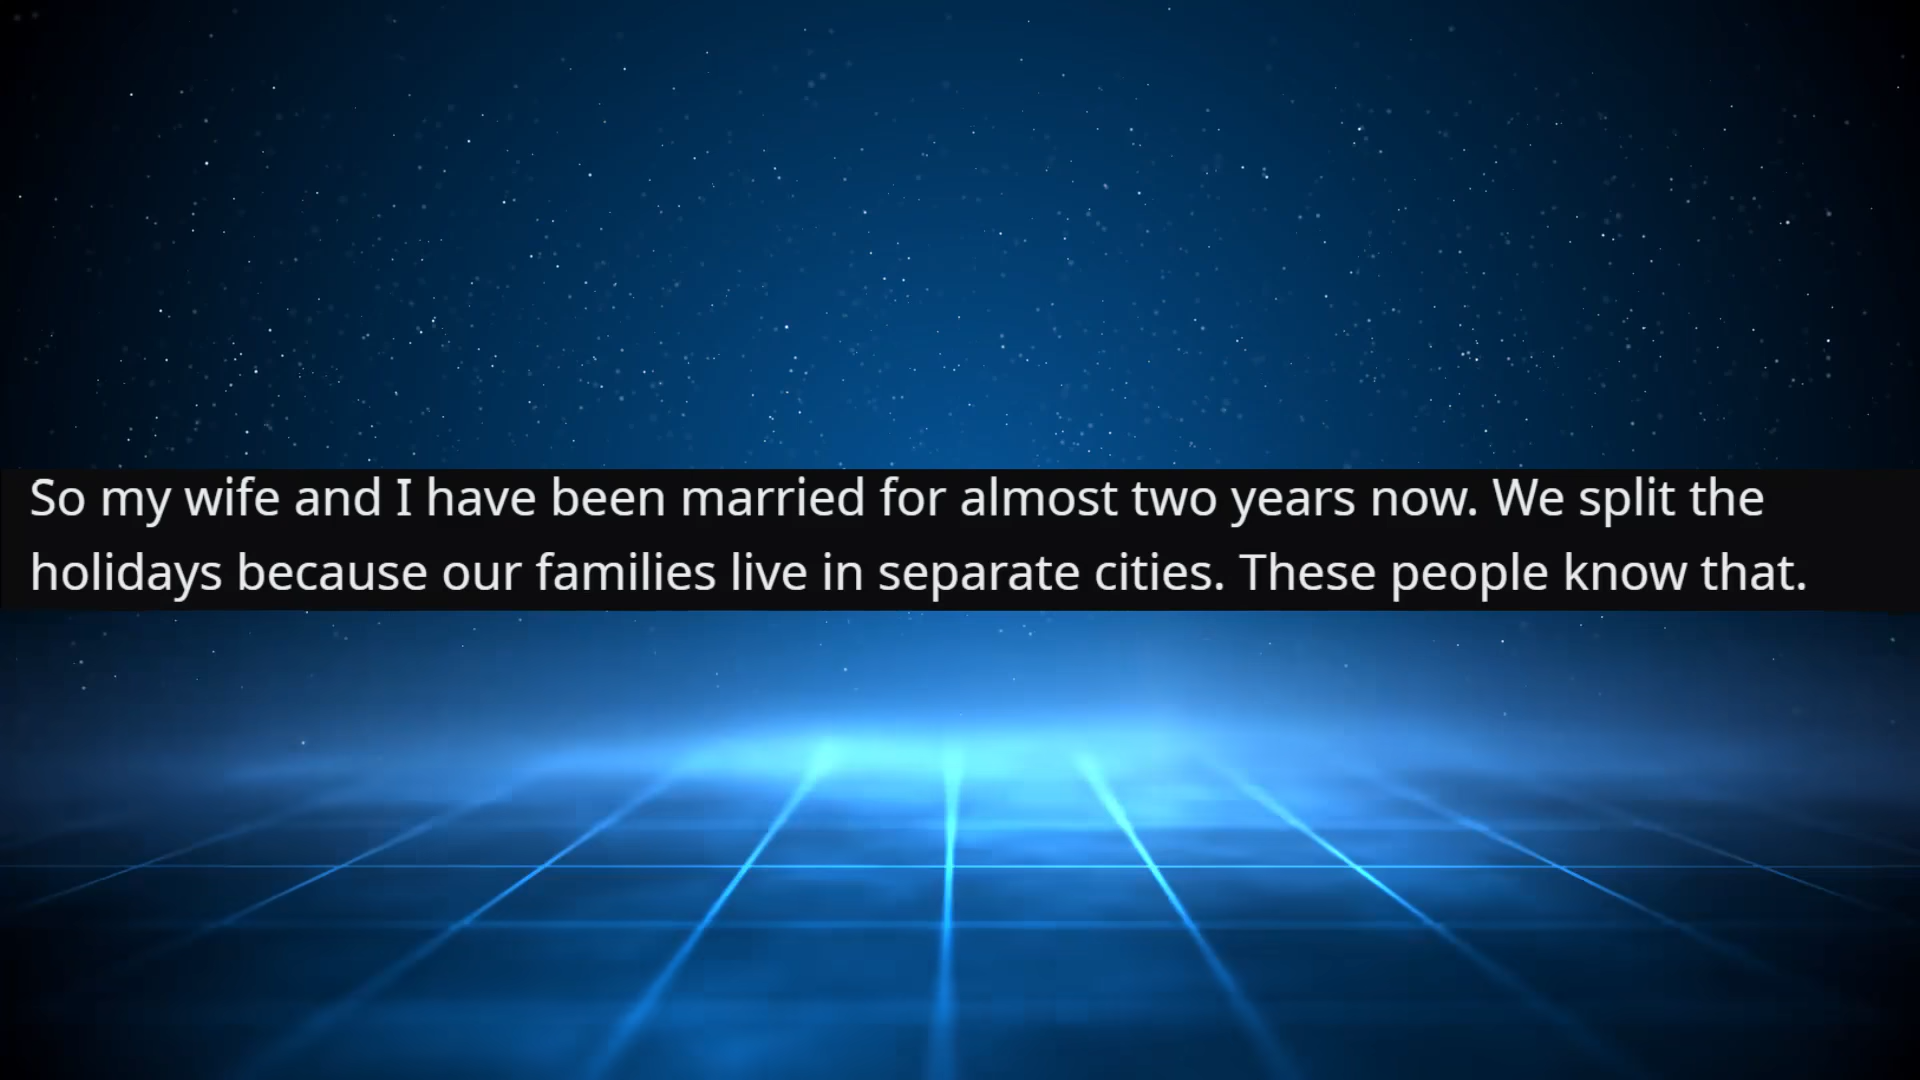 So my wife and I have been married for almost two years now. We split the
holidays because our families live in separate cities. These people know that.